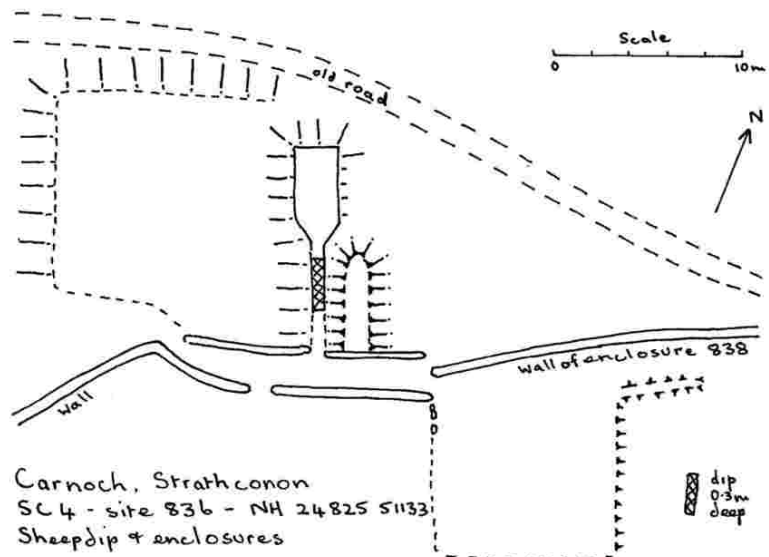 Scale
0 10m
old road
N
wall of enclosure 838
wall
Carnoch, Strathconon
SC4 - site 836 - NH 24825 51133
Sheepdip & enclosures
dip
0.3m
deep